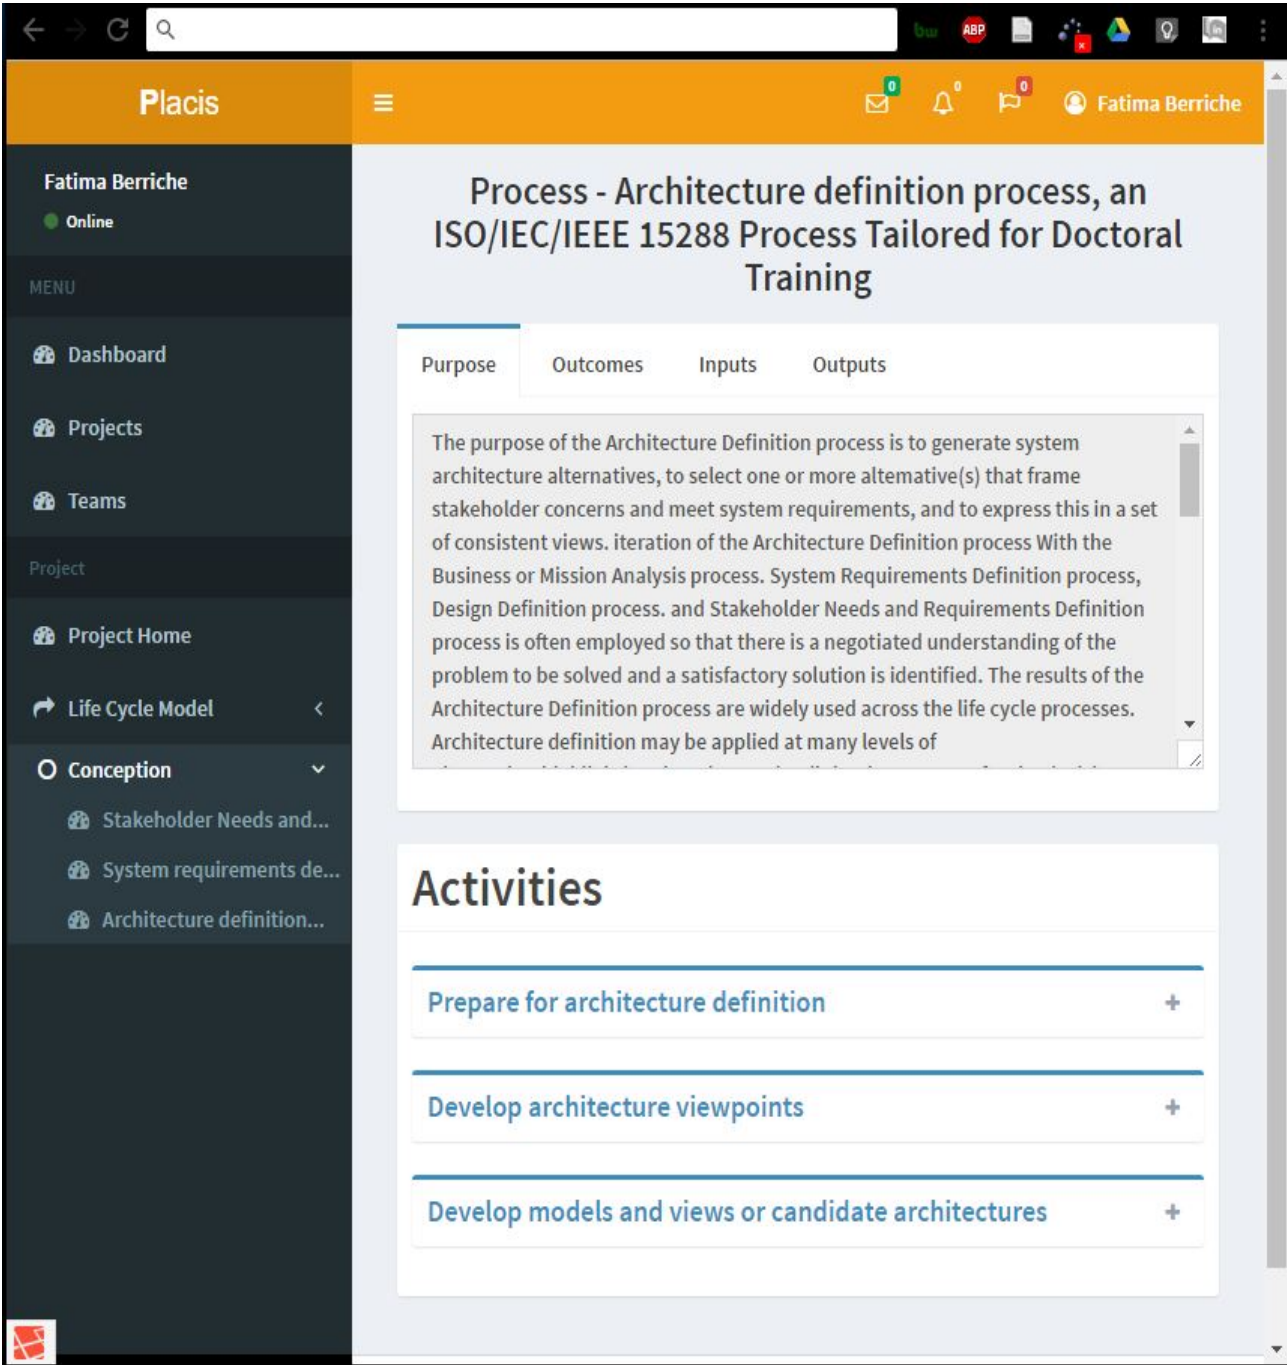 bw ABP
Placis
0 0 0 Fatima Berriche
Fatima Berriche
Online
MENU
Dashboard
Projects
Teams
Project
Project Home
Life Cycle Model
Conception
Stakeholder Needs and...
System requirements de...
Architecture definition...
Process - Architecture definition process, an
ISO/IEC/IEEE 15288 Process Tailored for Doctoral
Training
Purpose Outcomes Inputs Outputs
The purpose of the Architecture Definition process is to generate system
architecture alternatives, to select one or more altemative(s) that frame
stakeholder concerns and meet system requirements, and to express this in a set
of consistent views. iteration of the Architecture Definition process With the
Business or Mission Analysis process. System Requirements Definition process,
Design Definition process. and Stakeholder Needs and Requirements Definition
process is often employed so that there is a negotiated understanding of the
problem to be solved and a satisfactory solution is identified. The results of the
Architecture Definition process are widely used across the life cycle processes.
Architecture definition may be applied at many levels of
Activities
Prepare for architecture definition
Develop architecture viewpoints
Develop models and views or candidate architectures